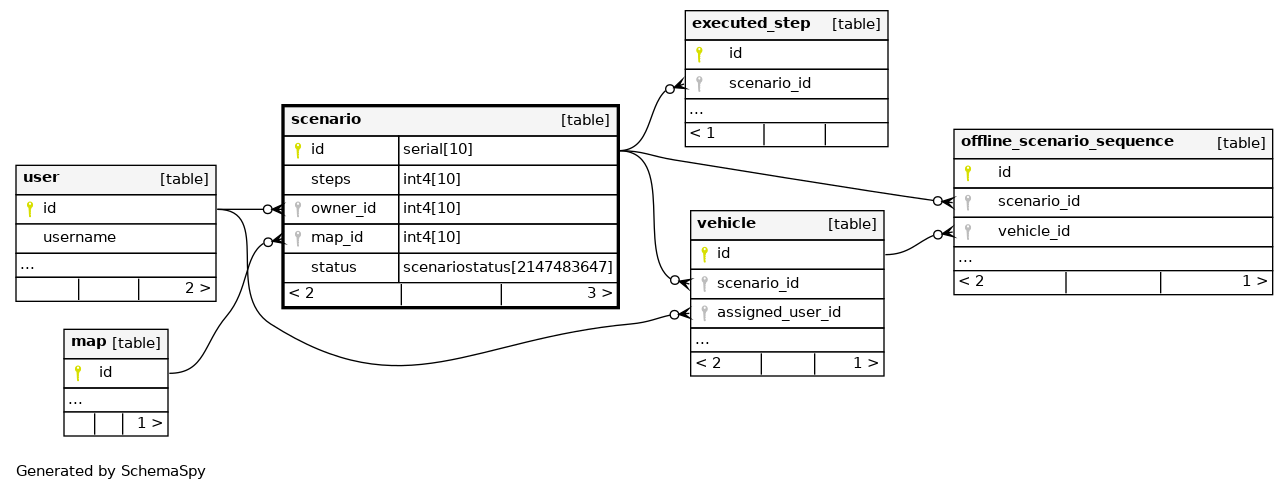 executed_step [table]
id
scenario_id
...
< 1
scenario [table]
id serial[10]
steps int4[10]
owner_id int4[10]
map_id int4[10]
status scenariostatus[2147483647]
< 2 3 >
offline_scenario_sequence [table]
id
scenario_id
vehicle_id
...
< 2 1 >
user [table]
id
username
...
2 >
vehicle [table]
id
scenario_id
assigned_user_id
...
< 2 1 >
map [table]
id
...
1 >
Generated by SchemaSpy